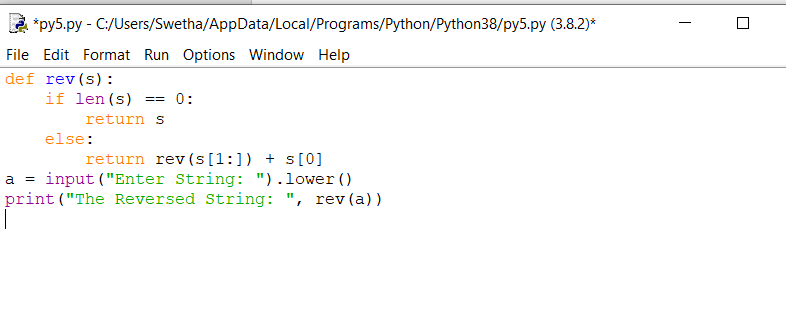 *py5.py - C:/Users/Swetha/AppData/Local/Programs/Python/Python38/py5.py (3.8.2)*
File Edit Format Run Options Window Help
def rev(s):
    if len(s) == 0:
        return s
    else:
        return rev(s[1:]) + s[0]
a = input("Enter String: ").lower()
print("The Reversed String: ", rev(a))